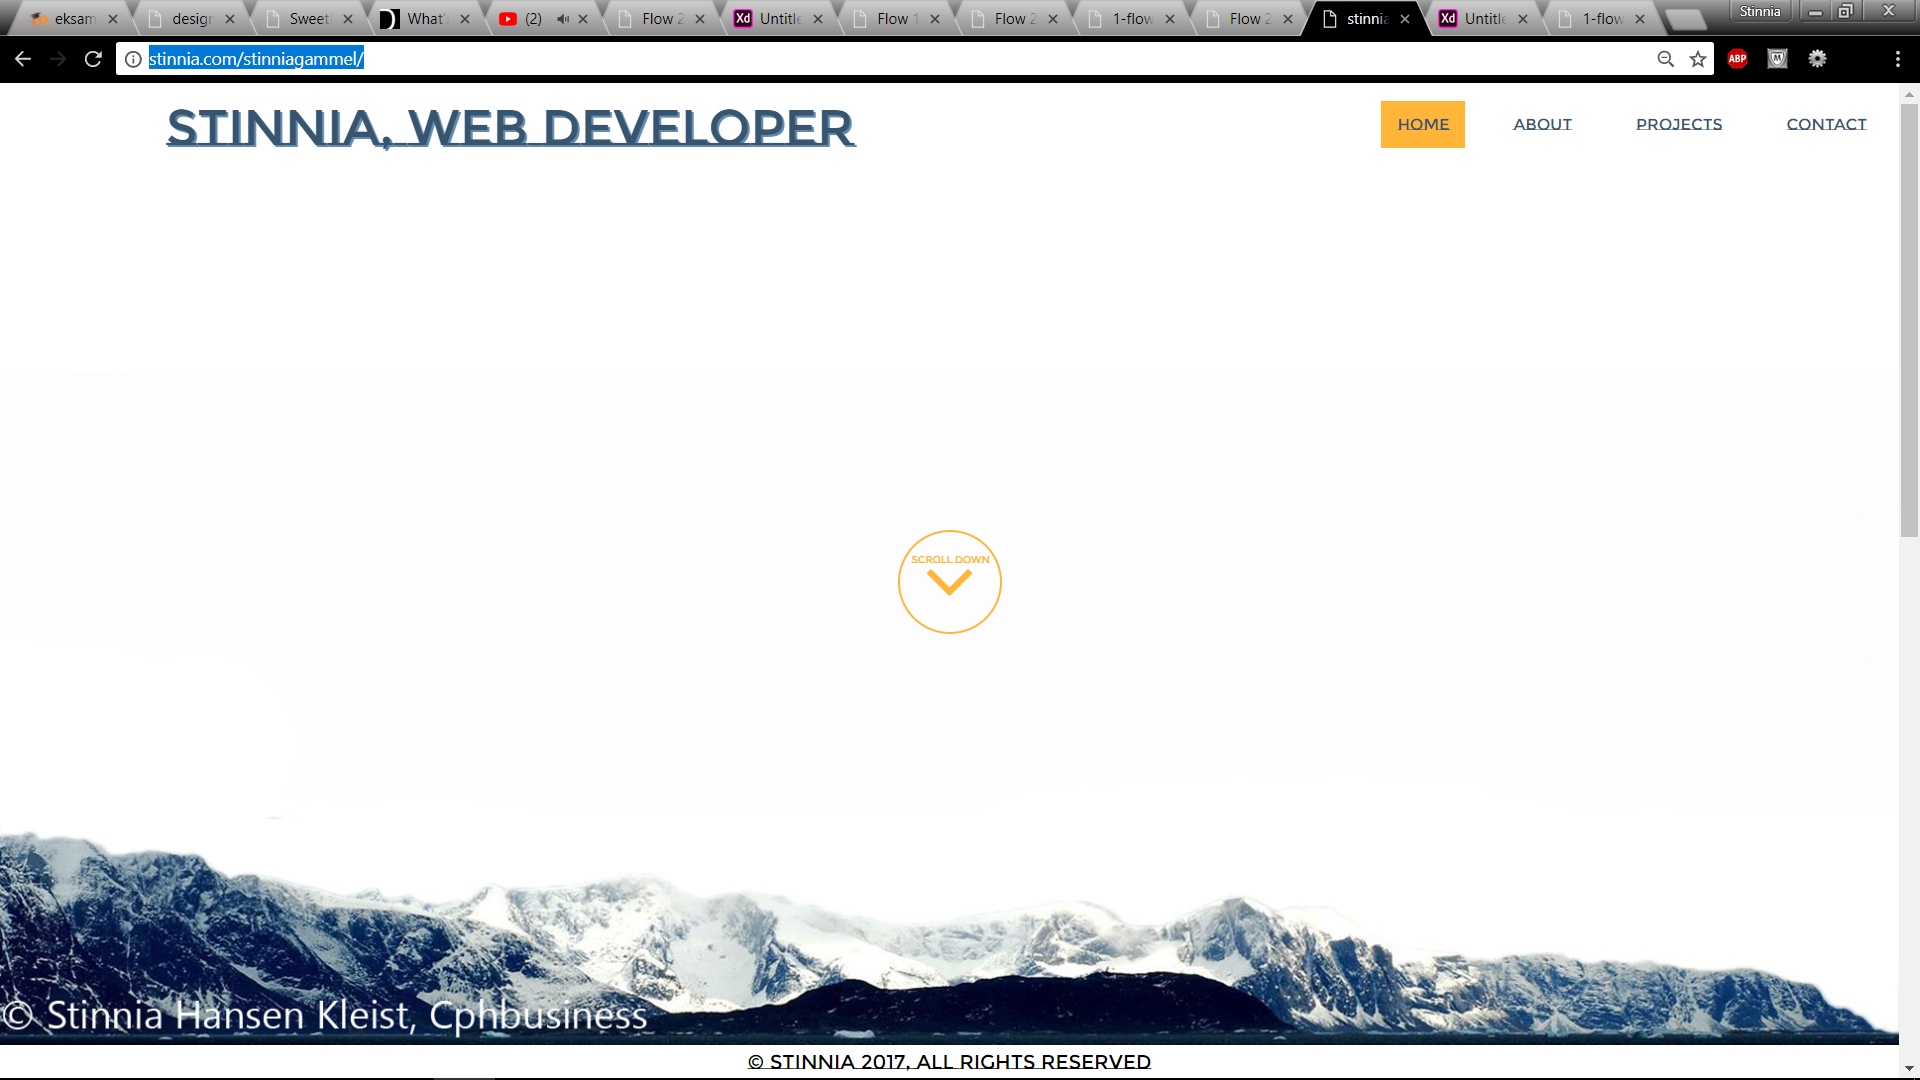 eksam
design
Sweet
What'
(2)
Flow 2
Untitle
Flow 1
Flow 2
1-flow
Flow 2
stinnia
Untitle
1-flow
Stinnia
stinnia.com/stinniagammel/
ABP
STINNIA, WEB DEVELOPER
HOME
ABOUT
PROJECTS
CONTACT
SCROLL DOWN
© Stinnia Hansen Kleist, Cphbusiness
© STINNIA 2017, ALL RIGHTS RESERVED